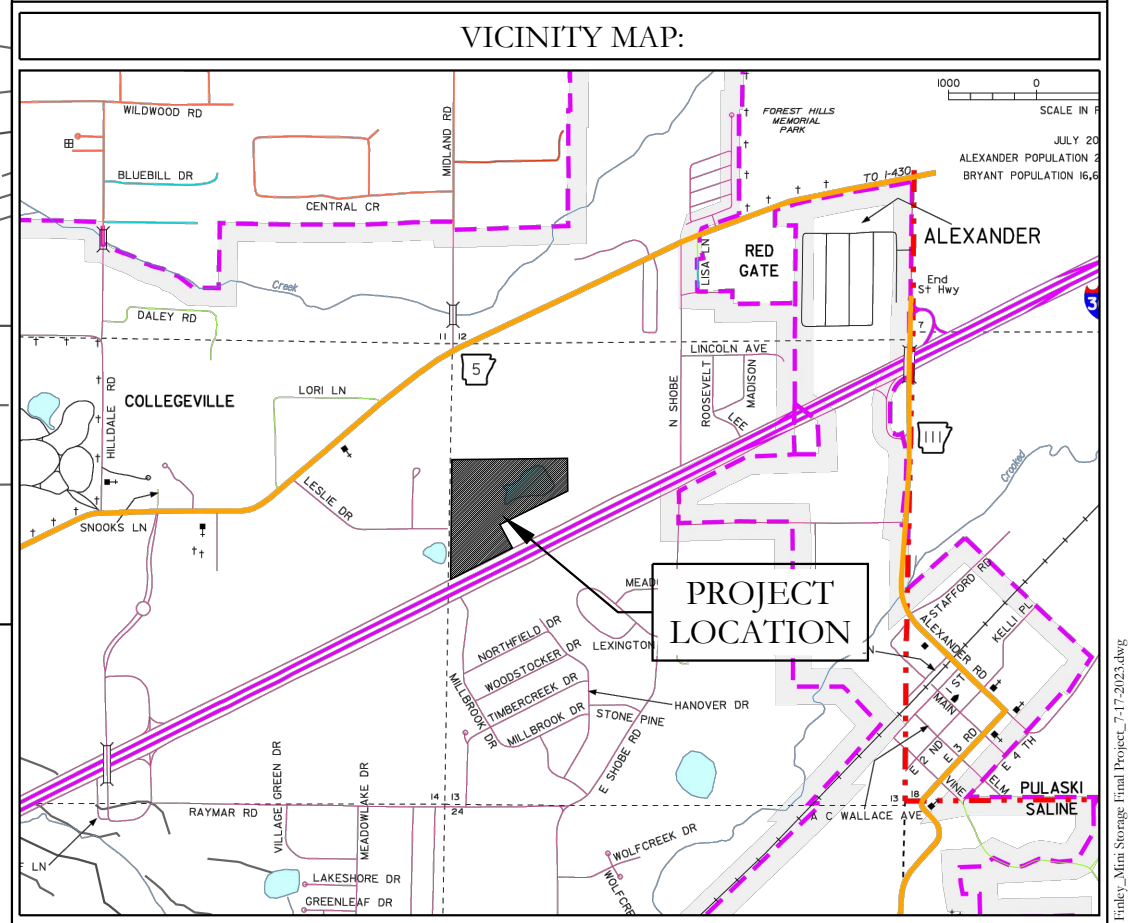 VICINITY MAP:
WILDWOOD RD
BLUEBILL DR
CENTRAL CR
MIDLAND RD
FOREST HILLS
MEMORIAL
PARK
1000
0
SCALE IN F
JULY 20
ALEXANDER POPULATION 2
BRYANT POPULATION 16,6
TO I-430
ALEXANDER
RED
GATE
LISA LN
End
St Hwy
7
3
Creek
DALEY RD
11
12
5
LINCOLN AVE
N SHOBE
ROOSEVELT
MADISON
LEE
LORI LN
COLLEGEVILLE
HILLDALE RD
111
Crooked
LESLIE DR
SNOOKS LN
PROJECT
LOCATION
MEAD
LEXINGTON
N
STAFFORD RD
KELLI PL
ALEXANDER RD
NORTHFIELD DR
WOODSTOCKER DR
TIMBERCREEK DR
MILLBROOK DR
MILLBROOK DR
HANOVER DR
STONE PINE
E SHOBE RD
1 ST
MAIN
E 2 ND
E 3 RD
E 4 TH
VINE
ELM
PULASKI
SALINE
A C WALLACE AVE
13
18
14
13
24
RAYMAR RD
VILLAGE GREEN DR
MEADOWLAKE DR
F LN
LAKESHORE DR
GREENLEAF DR
WOLFCREEK DR
WOLFCRE
Finley_Mini Storage Final Project_7-17-2023.dwg